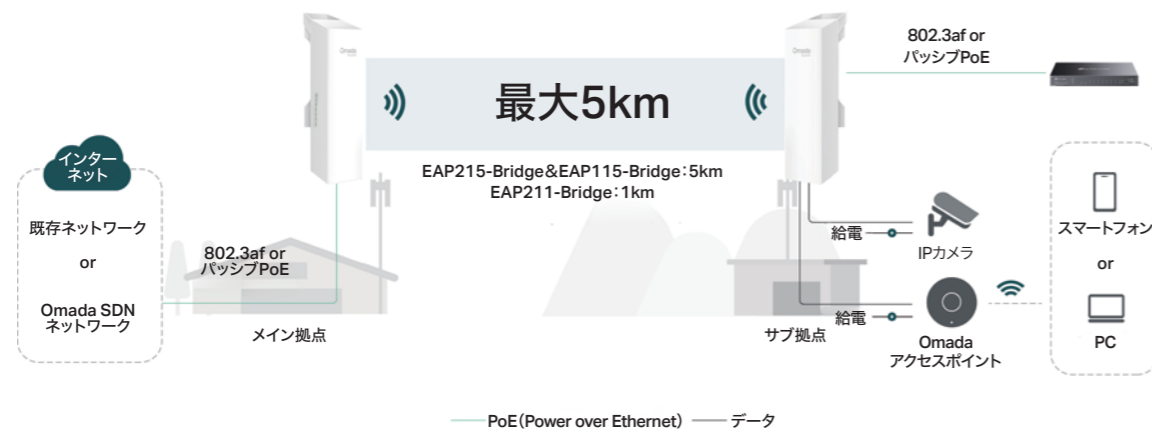 Omada
Omada
802.3af or
パッシブPoE
最大5km
EAP215-Bridge&EAP115-Bridge:5km
EAP211-Bridge:1km
インター
ネット
既存ネットワーク
or
Omada SDN
ネットワーク
802.3af or
パッシブPoE
メイン拠点
給電
IPカメラ
給電
サブ拠点
Omada
アクセスポイント
スマートフォン
or
PC
PoE(Power over Ethernet)
データ